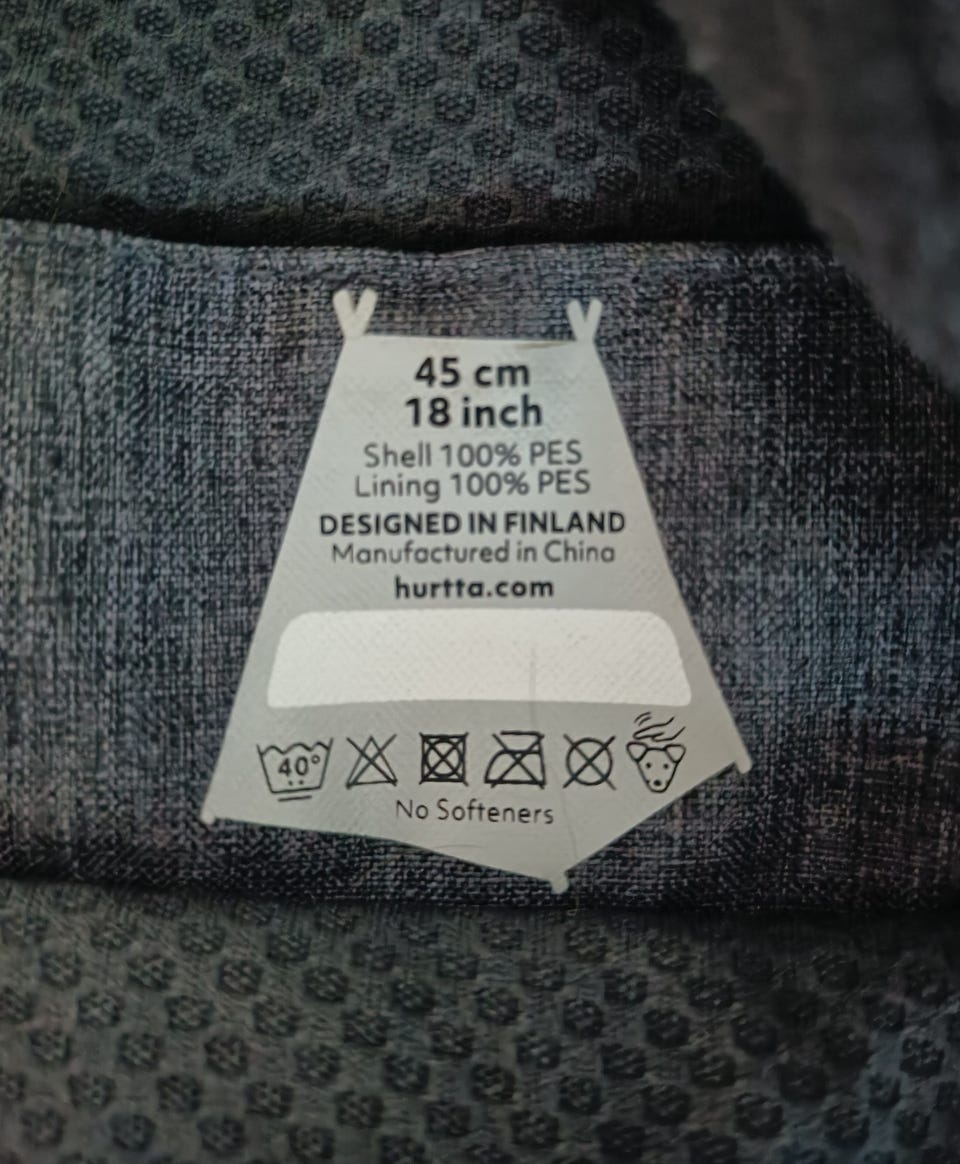 45 cm
18 inch
Shell 100% PES
Lining 100% PES
DESIGNED IN FINLAND
Manufactured in China
hurtta.com
40°
No Softeners